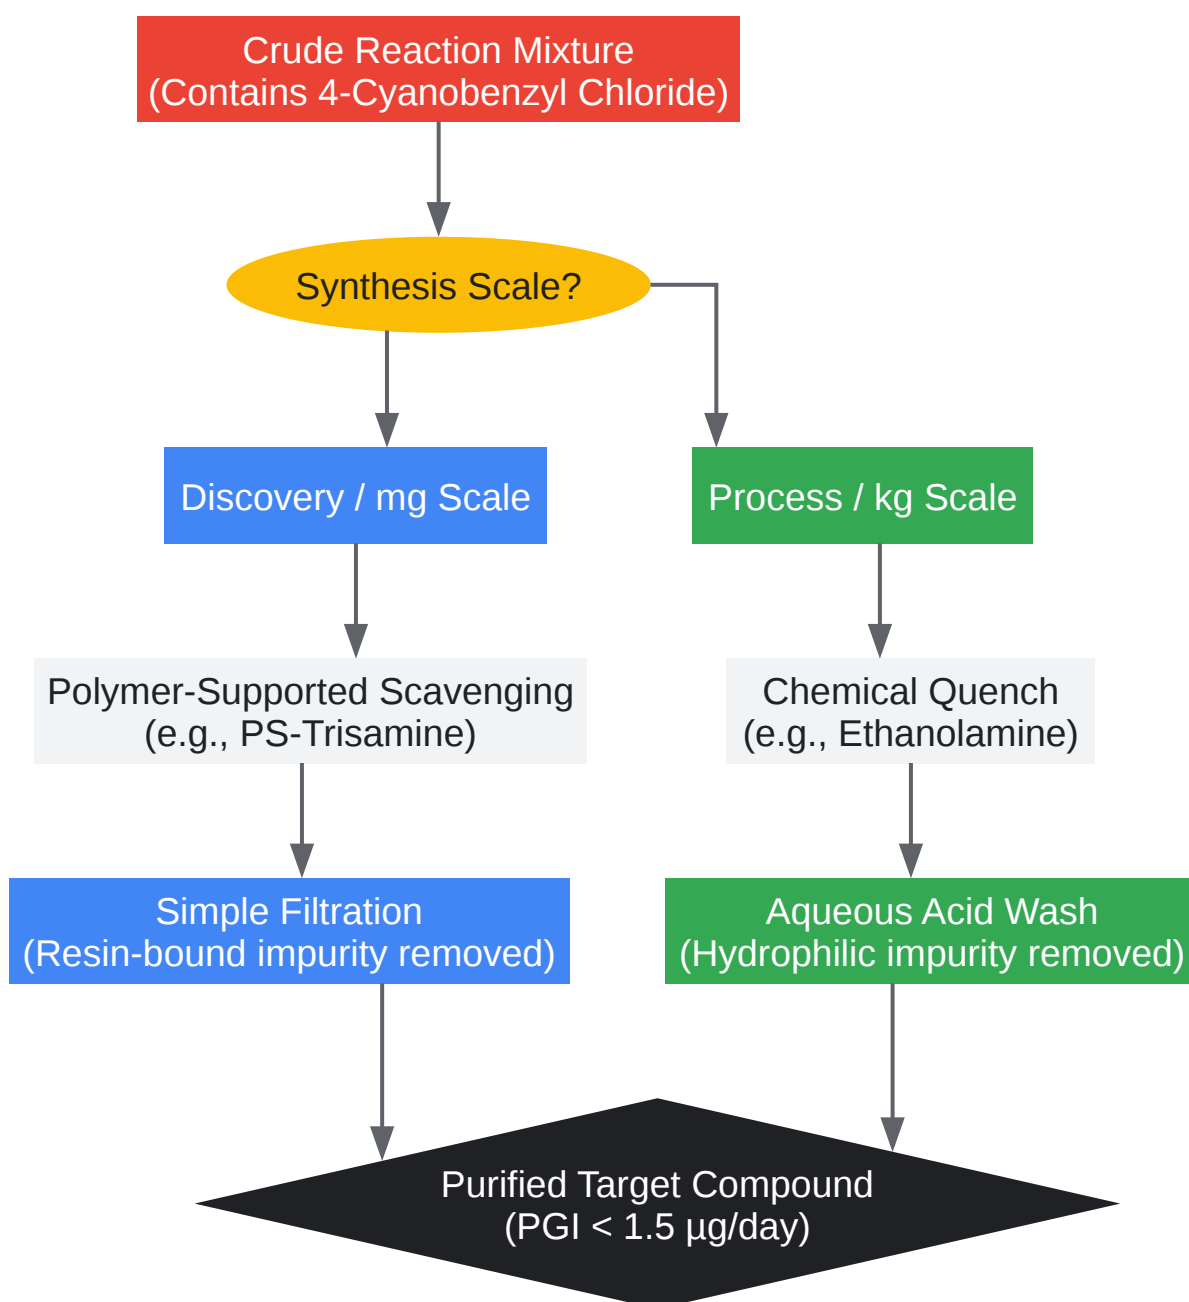 Crude Reaction Mixture
(Contains 4-Cyanobenzyl Chloride)
Synthesis Scale?
Discovery / mg Scale
Process / kg Scale
Polymer-Supported Scavenging
(e.g., PS-Trisamine)
Chemical Quench
(e.g., Ethanolamine)
Simple Filtration
(Resin-bound impurity removed)
Aqueous Acid Wash
(Hydrophilic impurity removed)
Purified Target Compound
(PGI < 1.5 µg/day)